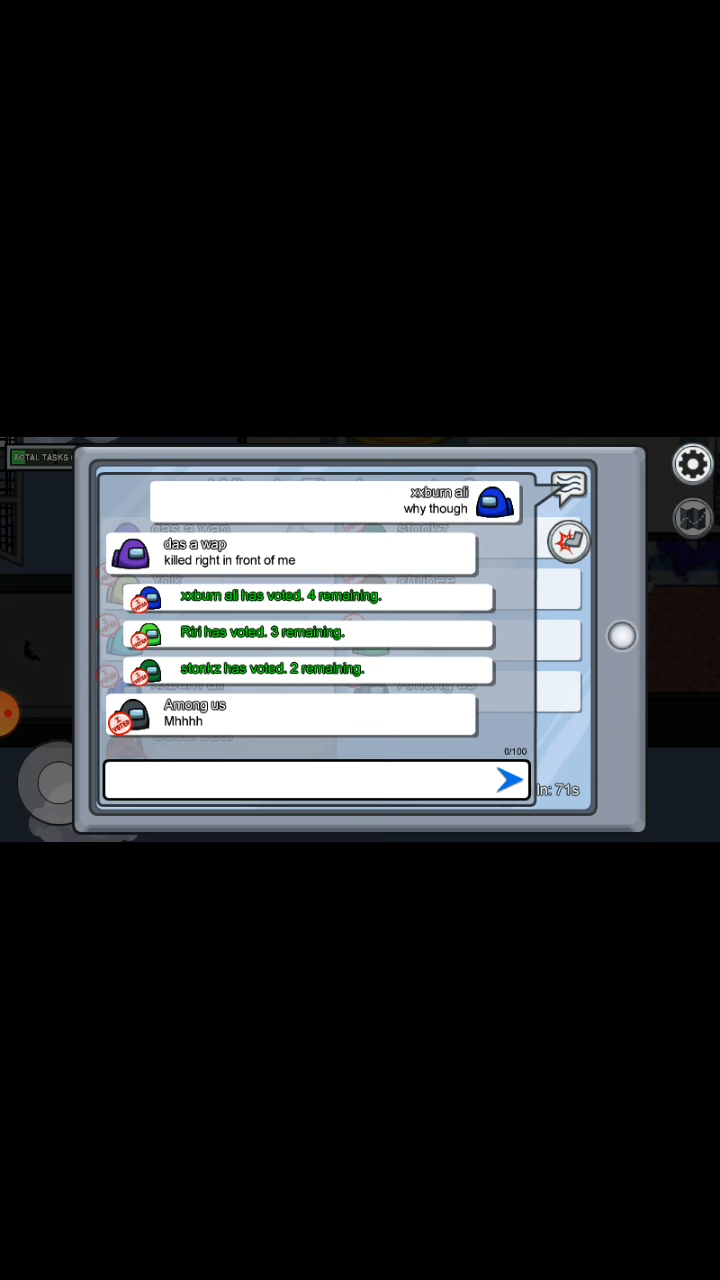 TOTAL TASKS
xxburn ali
why though
das a wap
killed right in front of me
xxburn ali has voted. 4 remaining.
Riri has voted. 3 remaining.
stonkz has voted. 2 remaining.
Among us
I VOTED
Mhhhh
0/100
In: 71s